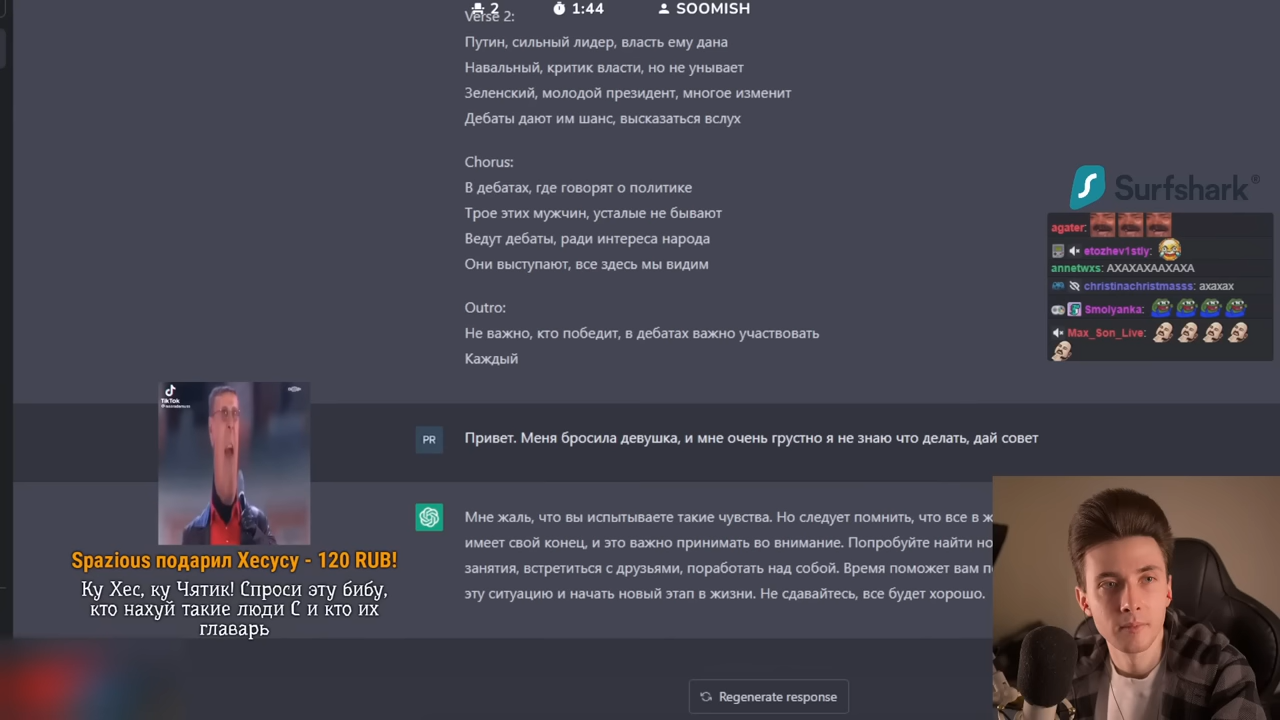 2
1:44
SOOMISH
Verse 2:
Путин, сильный лидер, власть ему дана
Навальный, критик власти, но не унывает
Зеленский, молодой президент, многое изменит
Дебаты дают им шанс, высказаться вслух
Chorus:
В дебатах, где говорят о политике
Трое этих мужчин, усталые не бывают
Ведут дебаты, ради интереса народа
Они выступают, все здесь мы видим
Outro:
Не важно, кто победит, в дебатах важно участвовать
Каждый
PR
Привет. Меня бросила девушка, и мне очень грустно я не знаю что делать, дай совет
Мне жаль, что вы испытываете такие чувства. Но следует помнить, что все в ж
имеет свой конец, и это важно принимать во внимание. Попробуйте найти но
занятия, встретиться с друзьями, поработать над собой. Время поможет вам п
эту ситуацию и начать новый этап в жизни. Не сдавайтесь, все будет хорошо.
Regenerate response
Surfshark®
agater:
etozhev1stly:
annetwxs: АХАХАХААХАХА
christinachristmasss: ахахах
Smolyanka:
Max_Son_Live:
TikTok
Spazious подарил Хесусу - 120 RUB!
Ку Хес, ку Чятик! Спроси эту бибу,
кто нахуй такие люди С и кто их
главарь